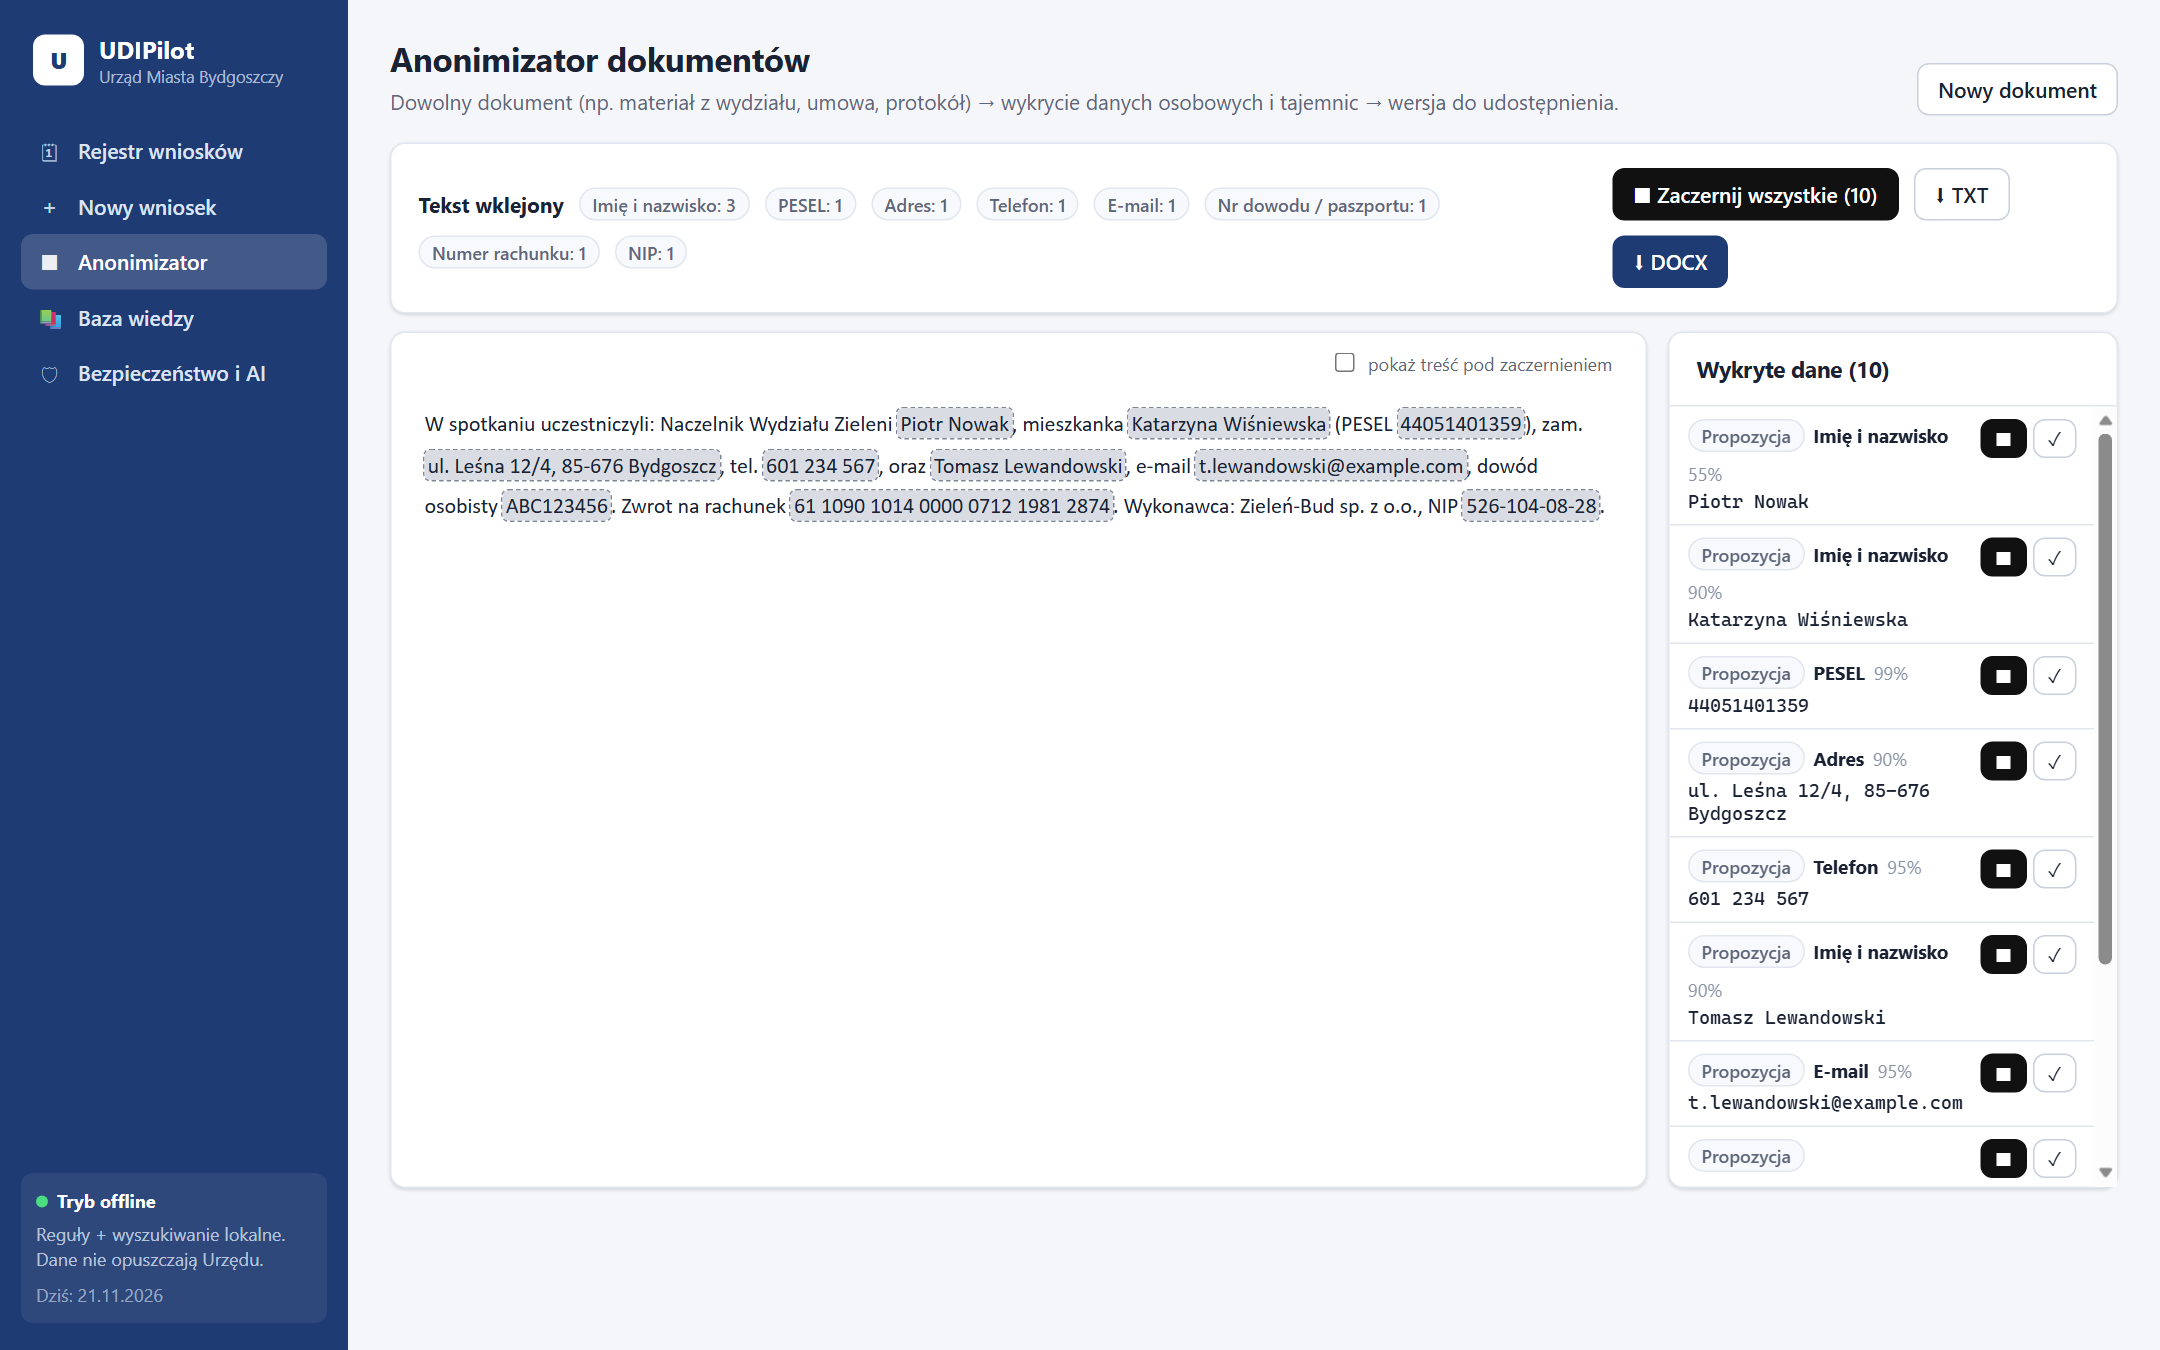 U
UDIPilot
Urząd Miasta Bydgoszczy
Rejestr wniosków
+ Nowy wniosek
Anonimizator
Baza wiedzy
Bezpieczeństwo i AI
Tryb offline
Reguły + wyszukiwanie lokalne.
Dane nie opuszczają Urzędu.
Dziś: 21.11.2026
Anonimizator dokumentów
Dowolny dokument (np. materiał z wydziału, umowa, protokół) → wykrycie danych osobowych i tajemnic → wersja do udostępnienia.
Nowy dokument
Tekst wklejony Imię i nazwisko: 3 PESEL: 1 Adres: 1 Telefon: 1 E-mail: 1 Nr dowodu / paszportu: 1
Numer rachunku: 1 NIP: 1
■ Zaczernij wszystkie (10) ⬇ TXT
⬇ DOCX
pokaż treść pod zaczernieniem
W spotkaniu uczestniczyli: Naczelnik Wydziału Zieleni Piotr Nowak, mieszkanka Katarzyna Wiśniewska (PESEL 44051401359), zam.
ul. Leśna 12/4, 85-676 Bydgoszcz, tel. 601 234 567, oraz Tomasz Lewandowski, e-mail t.lewandowski@example.com, dowód
osobisty ABC123456. Zwrot na rachunek 61 1090 1014 0000 0712 1981 2874. Wykonawca: Zieleń-Bud sp. z o.o., NIP 526-104-08-28.
Wykryte dane (10)
Propozycja Imię i nazwisko ■ ✓
55%
Piotr Nowak
Propozycja Imię i nazwisko ■ ✓
90%
Katarzyna Wiśniewska
Propozycja PESEL 99% ■ ✓
44051401359
Propozycja Adres 90% ■ ✓
ul. Leśna 12/4, 85-676
Bydgoszcz
Propozycja Telefon 95% ■ ✓
601 234 567
Propozycja Imię i nazwisko ■ ✓
90%
Tomasz Lewandowski
Propozycja E-mail 95% ■ ✓
t.lewandowski@example.com
Propozycja ■ ✓